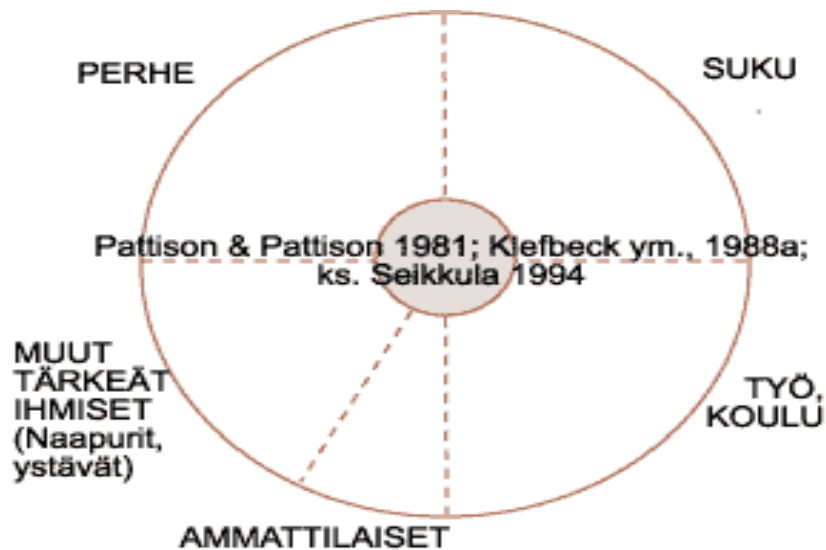 PERHE
SUKU
Pattison & Pattison 1981; Klefbeck ym., 1988a;
ks. Seikkula 1994
MUUT
TÄRKEÄT
IHMISET
(Naapurit,
ystävät)
TYÖ,
KOULU
AMMATTILAISET